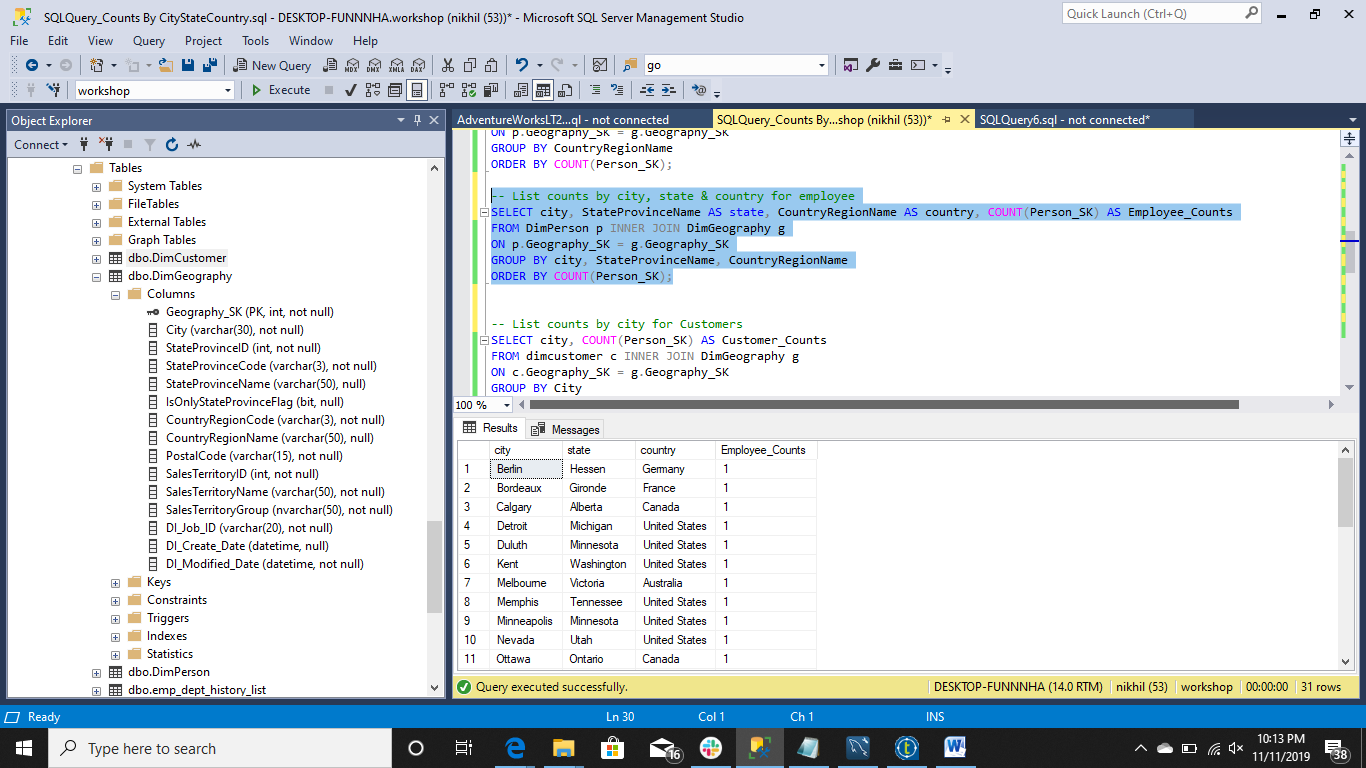 SQLQuery_Counts By CityStateCountry.sql - DESKTOP-FUNNNHA.workshop (nikhil (53))* - Microsoft SQL Server Management Studio
Quick Launch (Ctrl+Q)
File Edit View Query Project Tools Window Help
New Query MDX DMX XMLA DAX go
workshop Execute
Object Explorer
Connect
Tables
System Tables
FileTables
External Tables
Graph Tables
dbo.DimCustomer
dbo.DimGeography
Columns
Geography_SK (PK, int, not null)
City (varchar(30), not null)
StateProvinceID (int, not null)
StateProvinceCode (varchar(3), not null)
StateProvinceName (varchar(50), null)
IsOnlyStateProvinceFlag (bit, null)
CountryRegionCode (varchar(3), not null)
CountryRegionName (varchar(50), null)
PostalCode (varchar(15), not null)
SalesTerritoryID (int, not null)
SalesTerritoryName (varchar(50), not null)
SalesTerritoryGroup (nvarchar(50), not null)
DI_Job_ID (varchar(20), not null)
DI_Create_Date (datetime, null)
DI_Modified_Date (datetime, not null)
Keys
Constraints
Triggers
Indexes
Statistics
dbo.DimPerson
dbo.emp_dept_history_list
AdventureWorksLT2...ql - not connected
SQLQuery_Counts By...shop (nikhil (53))*
SQLQuery6.sql - not connected*
ON p.Geography_SK = g.Geography_SK
GROUP BY CountryRegionName
ORDER BY COUNT(Person_SK);
-- List counts by city, state & country for employee
SELECT city, StateProvinceName AS state, CountryRegionName AS country, COUNT(Person_SK) AS Employee_Counts
FROM DimPerson p INNER JOIN DimGeography g
ON p.Geography_SK = g.Geography_SK
GROUP BY city, StateProvinceName, CountryRegionName
ORDER BY COUNT(Person_SK);
-- List counts by city for Customers
SELECT city, COUNT(Person_SK) AS Customer_Counts
FROM dimcustomer c INNER JOIN DimGeography g
ON c.Geography_SK = g.Geography_SK
GROUP BY City
100 %
Results Messages
city state country Employee_Counts
1 Berlin Hessen Germany 1
2 Bordeaux Gironde France 1
3 Calgary Alberta Canada 1
4 Detroit Michigan United States 1
5 Duluth Minnesota United States 1
6 Kent Washington United States 1
7 Melbourne Victoria Australia 1
8 Memphis Tennessee United States 1
9 Minneapolis Minnesota United States 1
10 Nevada Utah United States 1
11 Ottawa Ontario Canada 1
Query executed successfully. DESKTOP-FUNNNHA (14.0 RTM) nikhil (53) workshop 00:00:00 31 rows
Ready Ln 30 Col 1 Ch 1 INS
Type here to search
16
10:13 PM
11/11/2019
38